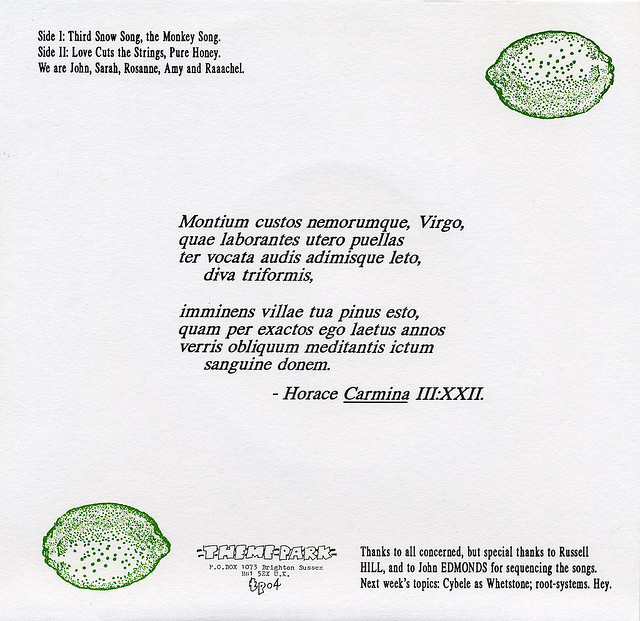 Side I: Third Snow Song, the Monkey Song.
Side II: Love Cuts the Strings, Pure Honey.
We are John, Sarah, Rosanne, Amy and Raaachel.
Montium custos nemorumque, Virgo,
quae laborantes utero puellas
ter vocata audis adimisque leto,
diva triformis,
imminens villae tua pinus esto,
quam per exactos ego laetus annos
verris obliquum meditantis ictum
sanguine donem.
- Horace Carmina III:XXII.
-THEME-PARK-
P.O.BOX 1073 Brighton Sussex
BN1 5ZX U.K.
tp04
Thanks to all concerned, but special thanks to Russell
HILL, and to John EDMONDS for sequencing the songs.
Next week's topics: Cybele as Whetstone; root-systems. Hey.